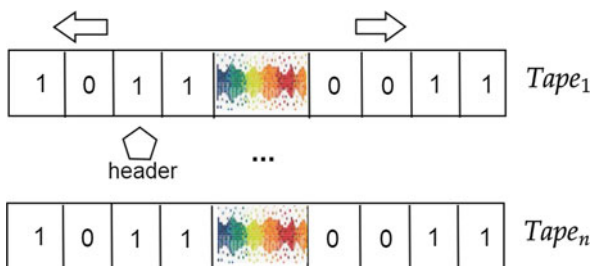 1 0 1 1 0 0 1 1 Tape₁
...
header
1 0 1 1 0 0 1 1 Tapeₙ